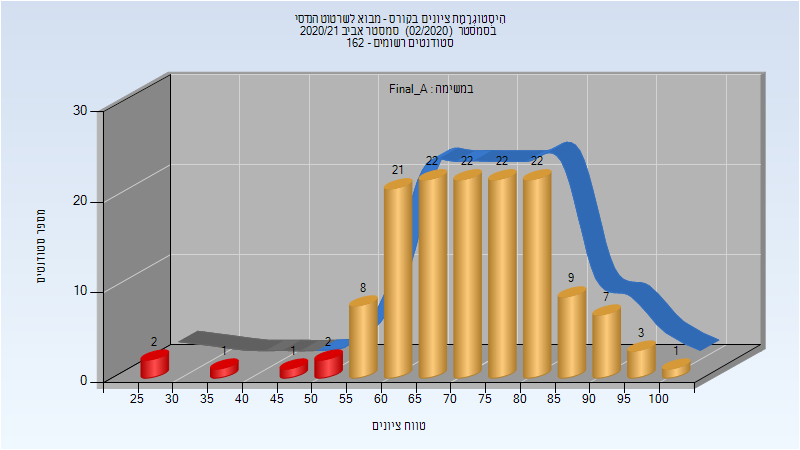 הִיסְטוֹגְרָמַת ציונים בקורס - מבוא לשרטוט הנדסי
בסמסטר (02/2020) סמסטר אביב 2020/21
סטודנטים רשומים - 162
במשימה : Final_A
30
20
10
0
מספר סטודנטים
2 1 1 2 8 21 22 22 22 22 9 7 3 1
25 30 35 40 45 50 55 60 65 70 75 80 85 90 95 100
טווח ציונים